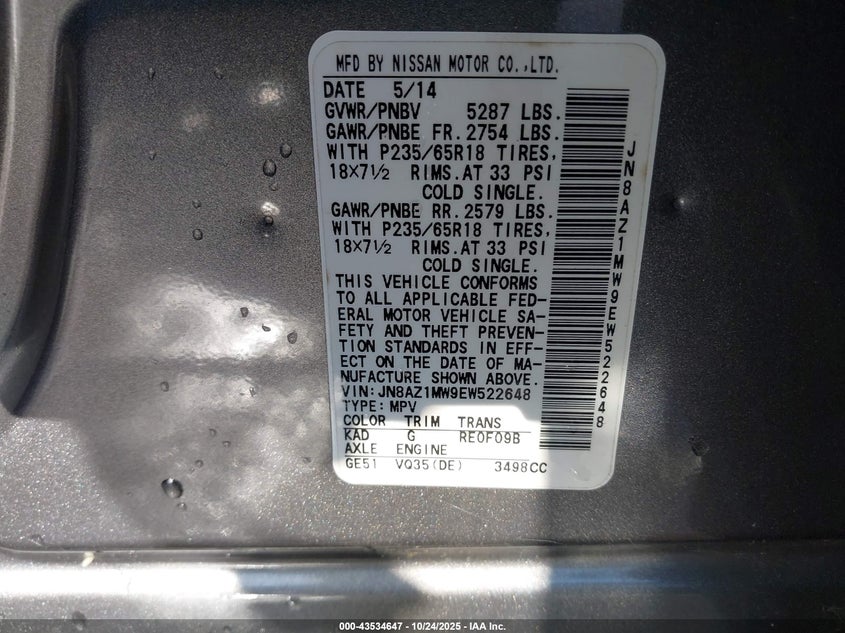 MFD BY NISSAN MOTOR CO.,LTD.
DATE 5/14
GVWR/PNBV 5287 LBS.
GAWR/PNBE FR. 2754 LBS.
WITH P235/65R18 TIRES,
18×7½ RIMS.AT 33 PSI
COLD SINGLE.
GAWR/PNBE RR. 2579 LBS.
WITH P235/65R18 TIRES,
18×7½ RIMS.AT 33 PSI
COLD SINGLE.
THIS VEHICLE CONFORMS
TO ALL APPLICABLE FED-
ERAL MOTOR VEHICLE SA-
FETY AND THEFT PREVEN-
TION STANDARDS IN EFF-
ECT ON THE DATE OF MA-
NUFACTURE SHOWN ABOVE.
VIN:JN8AZ1MW9EW522648
TYPE:MPV
COLOR TRIM TRANS
KAD G RE0F09B
AXLE ENGINE
GE51 VQ35(DE) 3498CC
JN8AZ1MW9EW522648
000-43534647 - 10/24/2025 - IAA Inc.